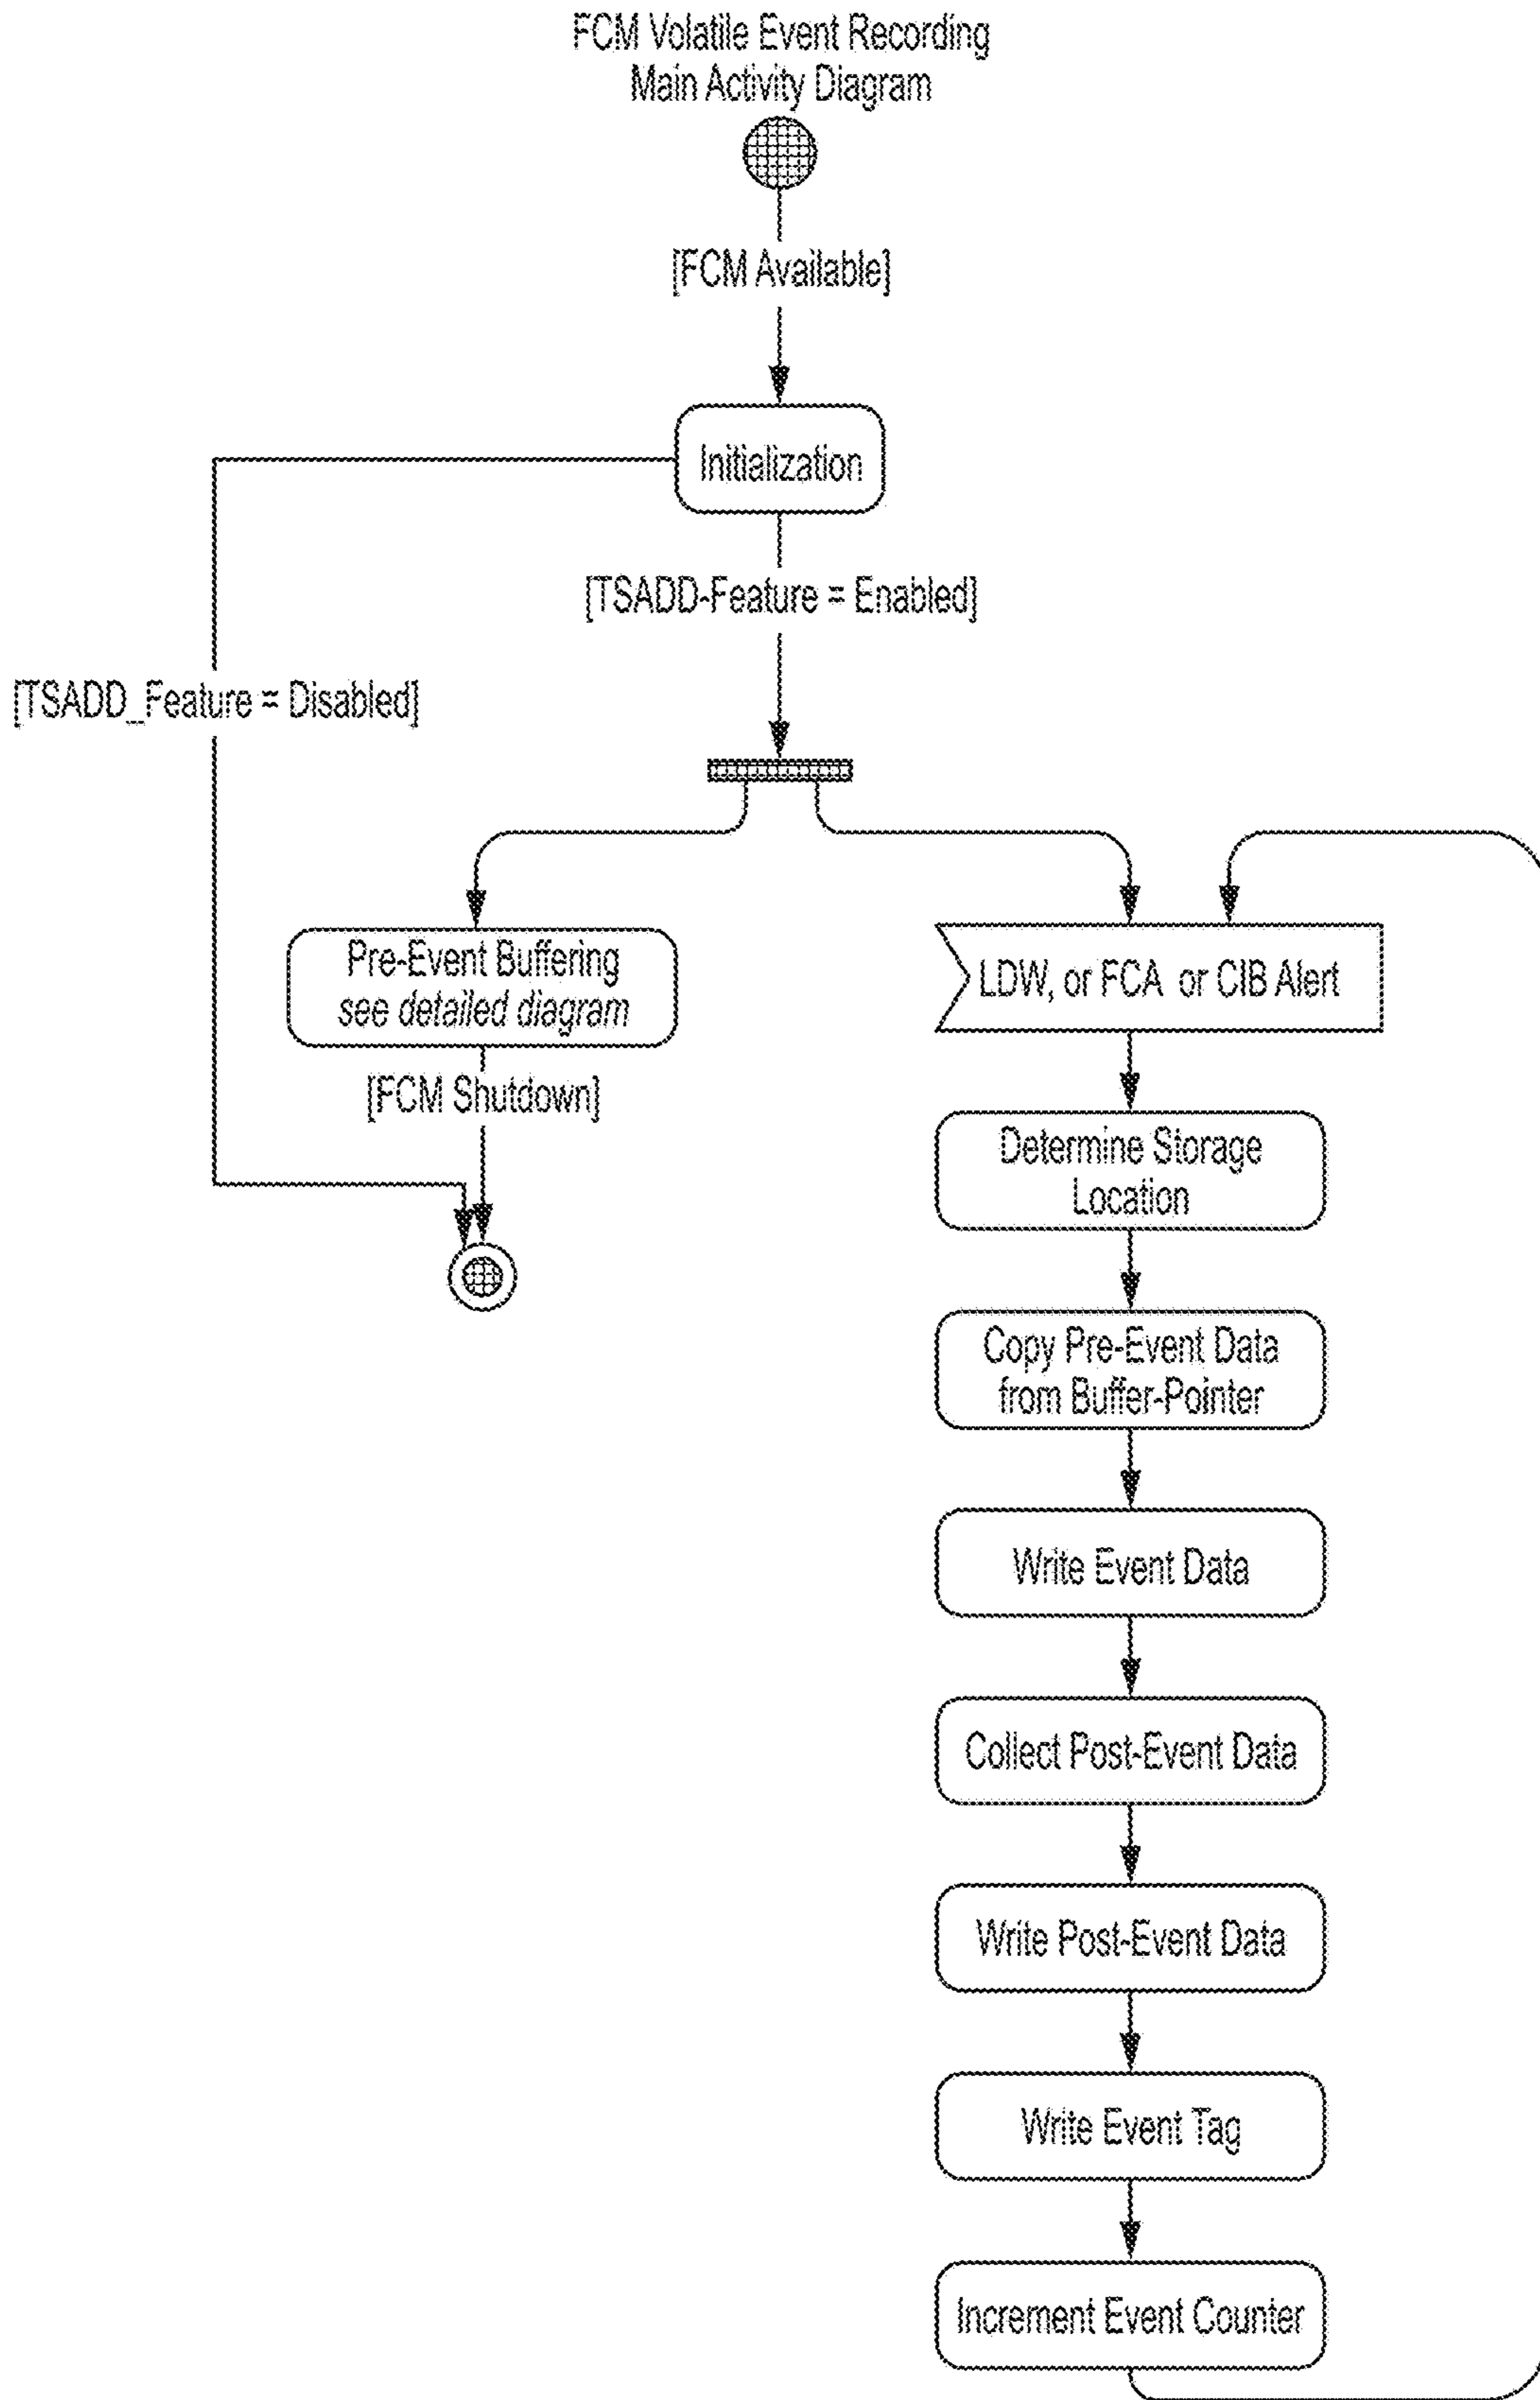 FCM Volatile Event Recording
Main Activity Diagram
[FCM Available]
Initialization
[TSADD-Feature = Enabled]
[TSADD_Feature = Disabled]
Pre-Event Buffering
see detailed diagram
[FCM Shutdown]
LDW, or FCA or CIB Alert
Determine Storage
Location
Copy Pre-Event Data
from Buffer-Pointer
Write Event Data
Collect Post-Event Data
Write Post-Event Data
Write Event Tag
Increment Event Counter